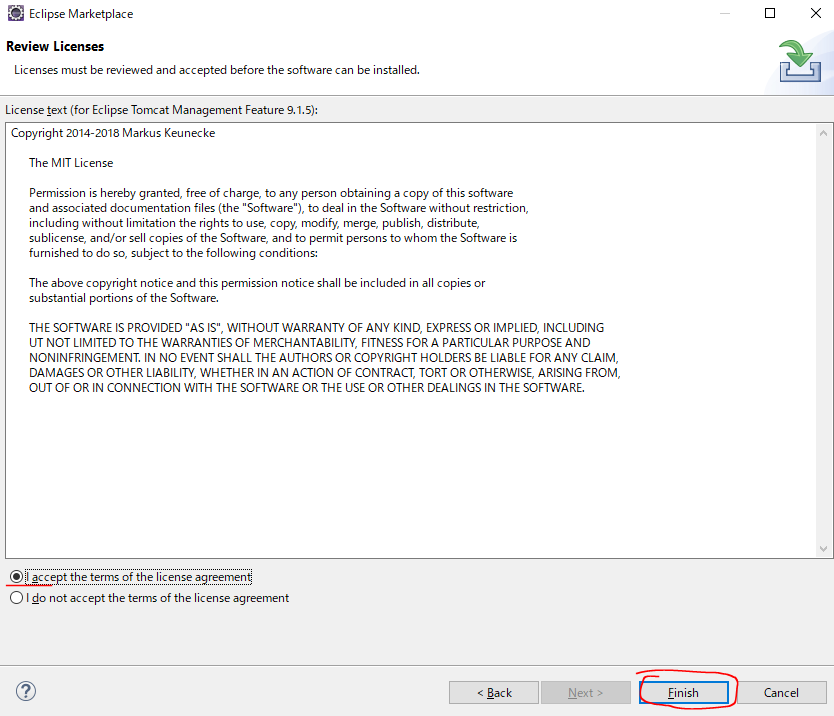 Eclipse Marketplace
Review Licenses
Licenses must be reviewed and accepted before the software can be installed.
License text (for Eclipse Tomcat Management Feature 9.1.5):
Copyright 2014-2018 Markus Keunecke
The MIT License
Permission is hereby granted, free of charge, to any person obtaining a copy of this software
and associated documentation files (the "Software"), to deal in the Software without restriction,
including without limitation the rights to use, copy, modify, merge, publish, distribute,
sublicense, and/or sell copies of the Software, and to permit persons to whom the Software is
furnished to do so, subject to the following conditions:
The above copyright notice and this permission notice shall be included in all copies or
substantial portions of the Software.
THE SOFTWARE IS PROVIDED "AS IS", WITHOUT WARRANTY OF ANY KIND, EXPRESS OR IMPLIED, INCLUDING
UT NOT LIMITED TO THE WARRANTIES OF MERCHANTABILITY, FITNESS FOR A PARTICULAR PURPOSE AND
NONINFRINGEMENT. IN NO EVENT SHALL THE AUTHORS OR COPYRIGHT HOLDERS BE LIABLE FOR ANY CLAIM,
DAMAGES OR OTHER LIABILITY, WHETHER IN AN ACTION OF CONTRACT, TORT OR OTHERWISE, ARISING FROM,
OUT OF OR IN CONNECTION WITH THE SOFTWARE OR THE USE OR OTHER DEALINGS IN THE SOFTWARE.
I accept the terms of the license agreement
I do not accept the terms of the license agreement
? < Back Next > Finish Cancel